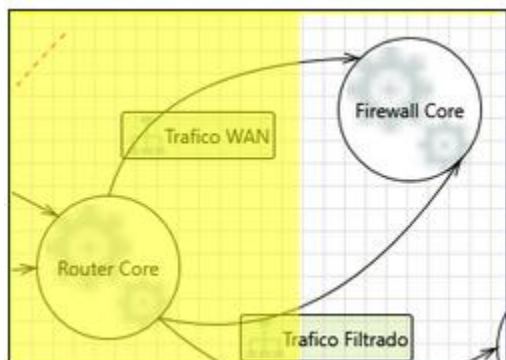 Firewall Core
Trafico WAN
Router Core
Trafico Filtrado